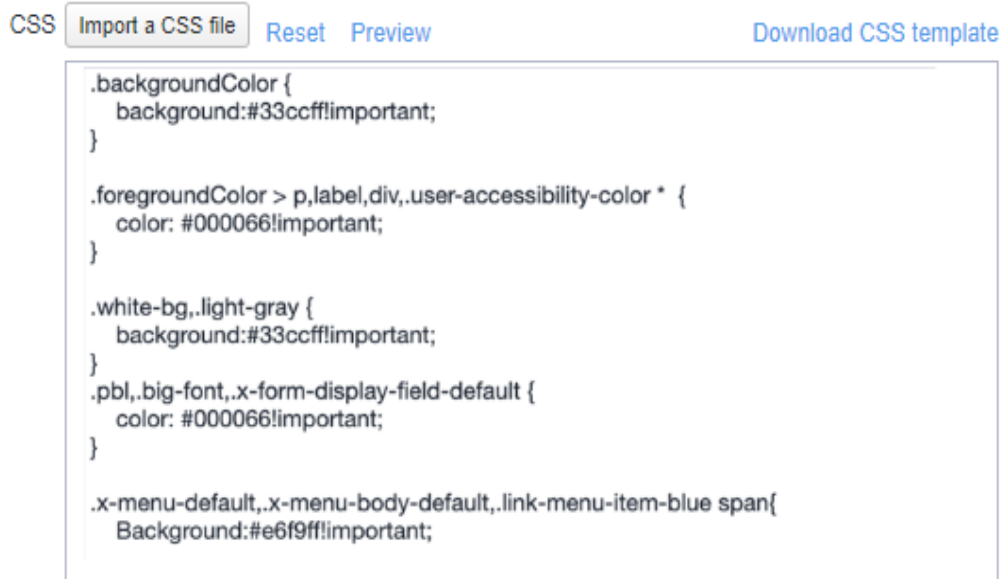 CSS Import a CSS file Reset Preview Download CSS template
.backgroundColor {
background:#33ccff!important;
}
.foregroundColor > p,label,div,.user-accessibility-color * {
color: #000066!important;
}
.white-bg,.light-gray {
background:#33ccff!important;
}
.pbl,.big-font,.x-form-display-field-default {
color: #000066!important;
}
.x-menu-default,.x-menu-body-default,.link-menu-item-blue span{
Background:#e6f9ff!important;